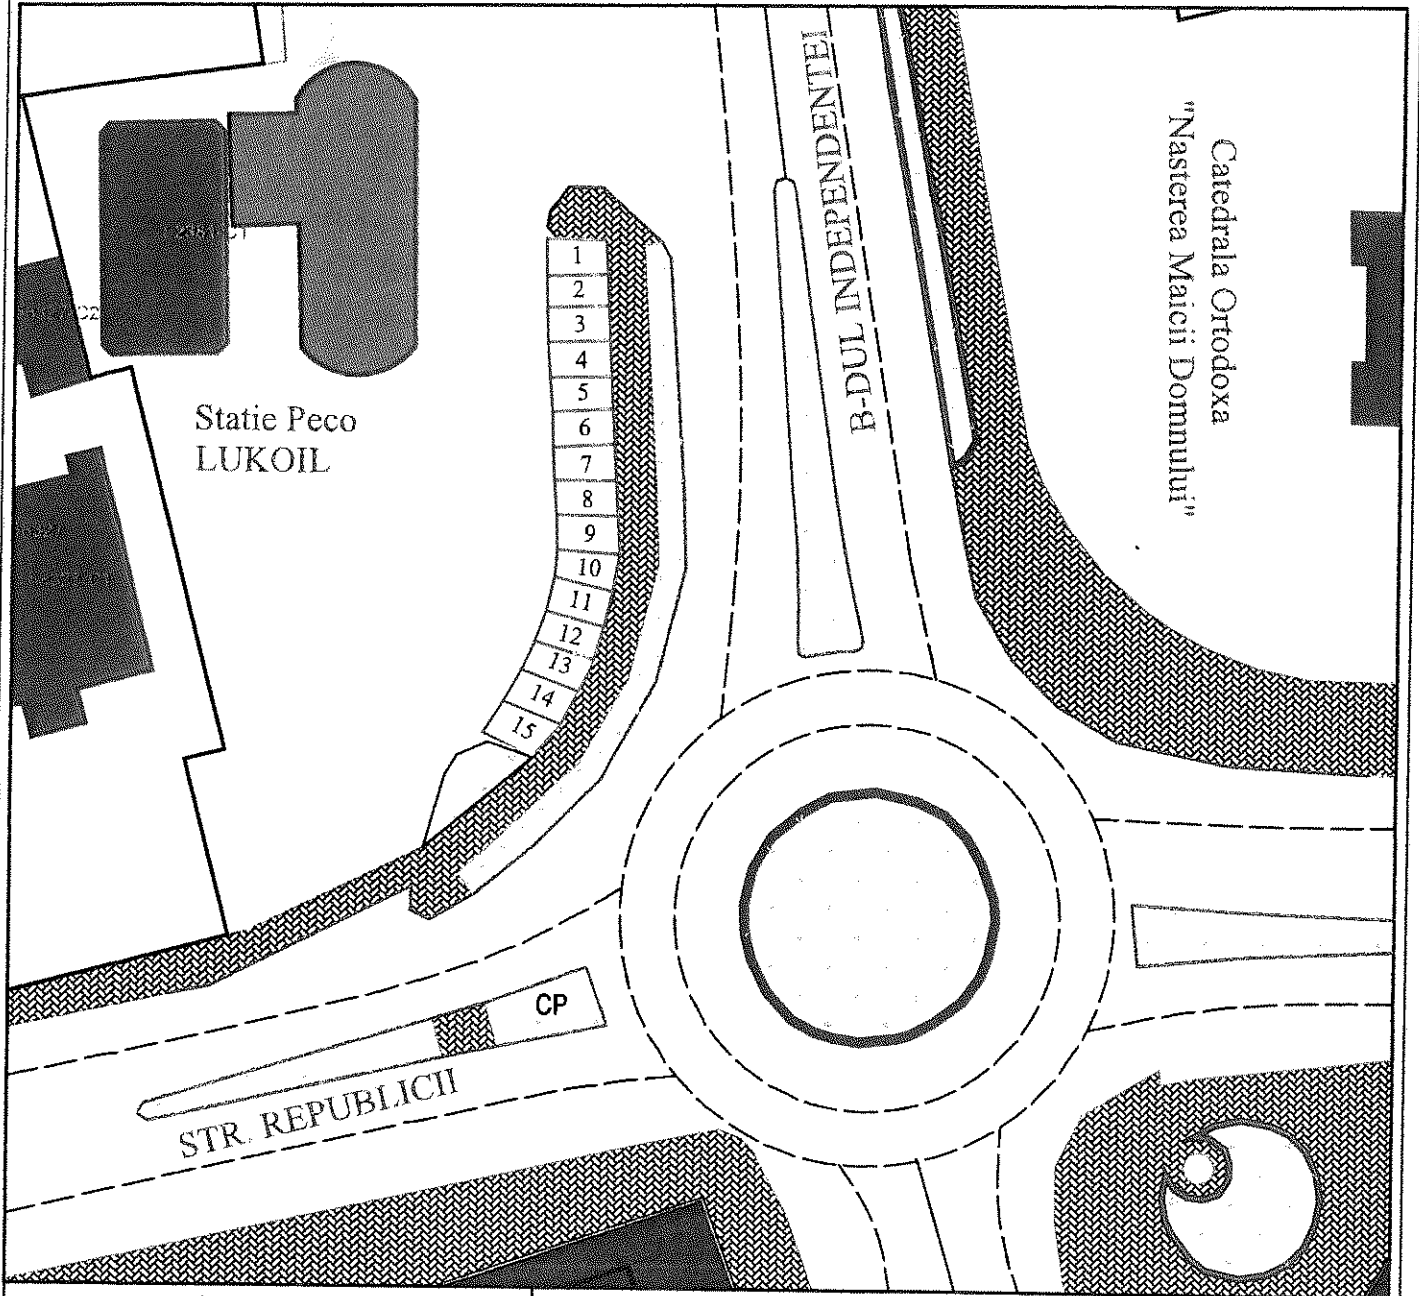 B-DUL INDEPENDENTEI
Catedrala Ortodoxa
"Nasterea Maicii Domnului"
1
2
3
4
5
6
7
8
9
10
11
12
13
14
15
Statie Peco
LUKOIL
CP
STR. REPUBLICII